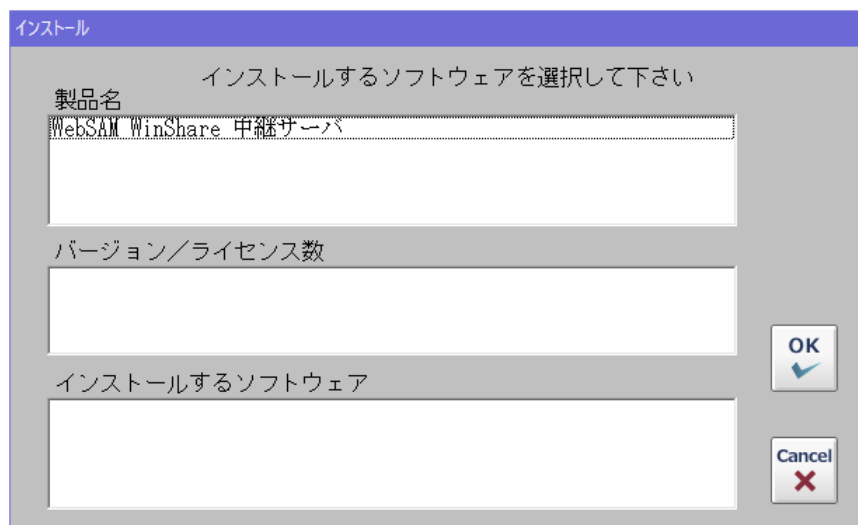 インストール
インストールするソフトウェアを選択して下さい
製品名
WebSAM WinShare 中継サーバ
バージョン／ライセンス数
インストールするソフトウェア
OK
Cancel